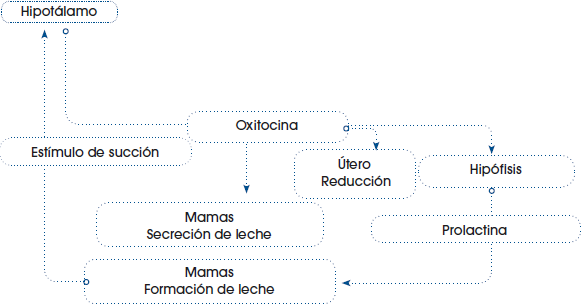 Hipotálamo
Oxitocina
Estímulo de succión
Útero
Reducción
Hipófisis
Mamas
Secreción de leche
Prolactina
Mamas
Formación de leche